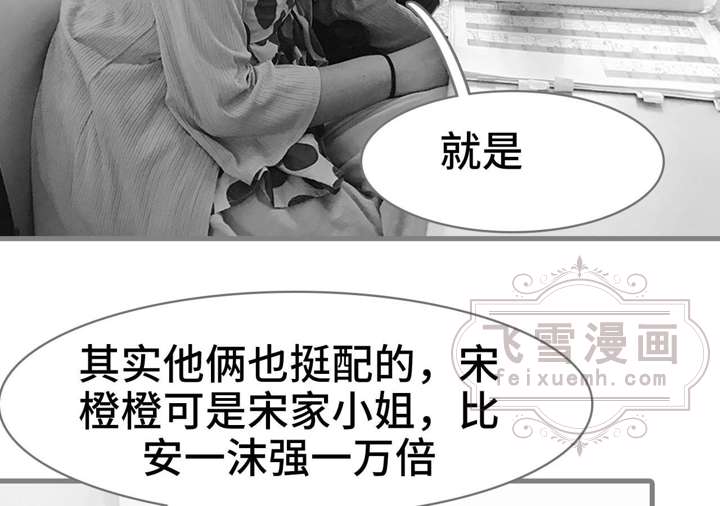 就是
飞雪漫画
feixuemh.com
其实他俩也挺配的，宋
橙橙可是宋家小姐，比
安一沫强一万倍